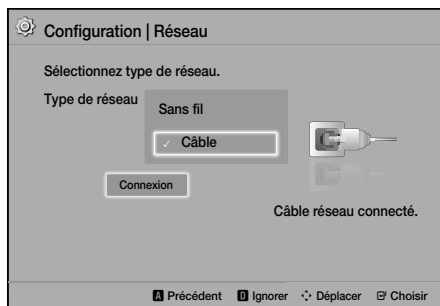 Configuration | Réseau
Sélectionnez type de réseau.
Type de réseau
Sans fil
✓ Câble
Connexion
Câble réseau connecté.
A Précédent D Ignorer Déplacer Choisir